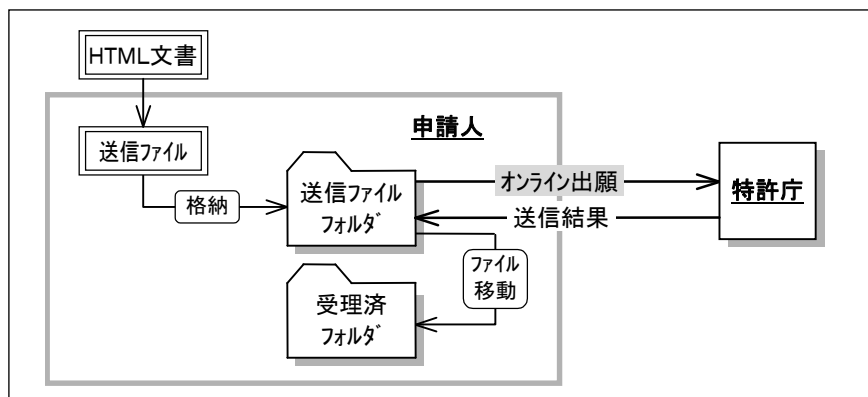 HTML文書
申請人
送信ファイル
格納
送信ファイル
フォルダ
オンライン出願
送信結果
特許庁
ファイル
移動
受理済
フォルダ